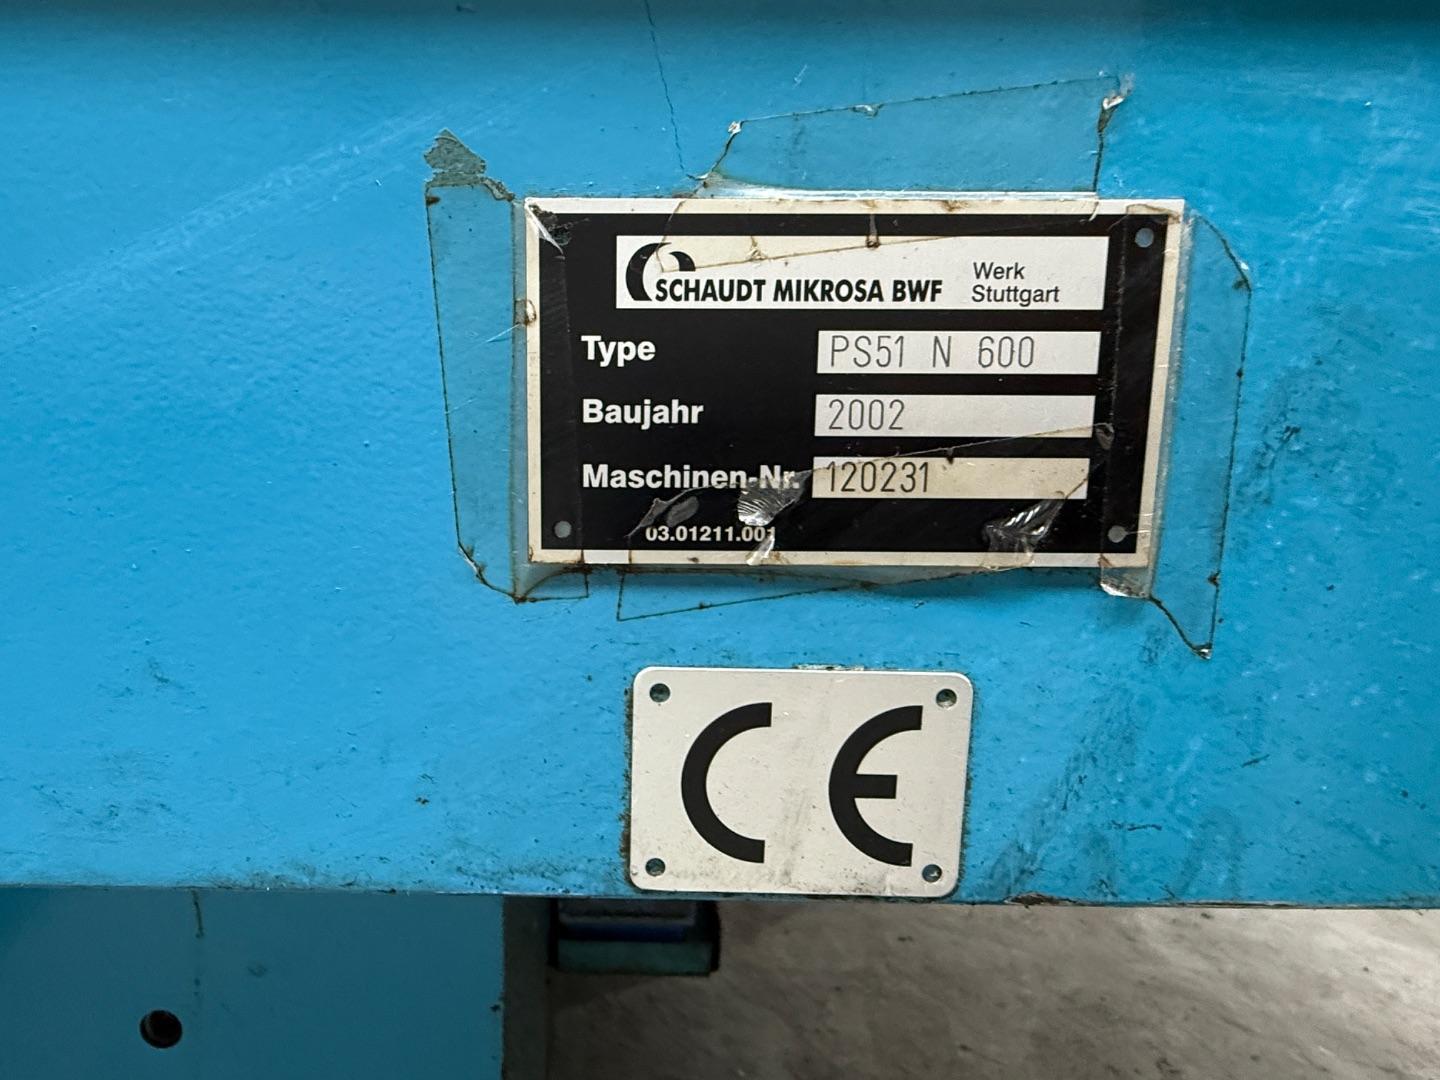 SCHAUDT MIKROSA BWF Werk Stuttgart
Type PS51 N 600
Baujahr 2002
Maschinen-Nr. 120231
03.01211.001
CE